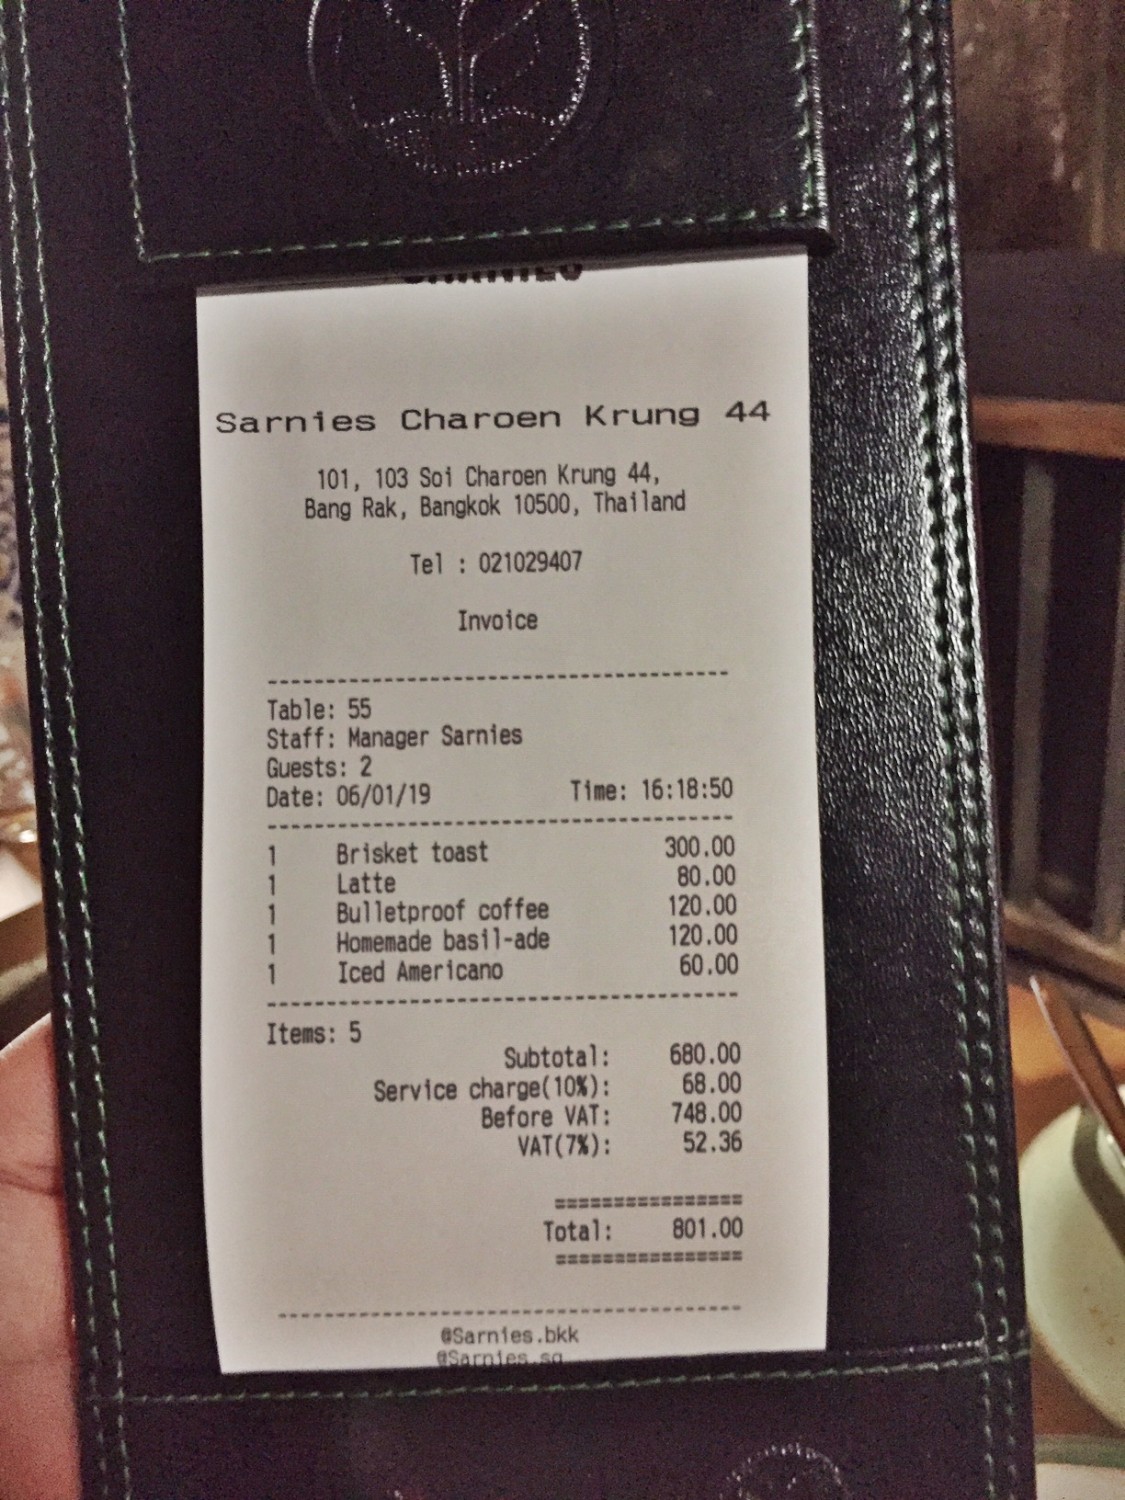 Sarnies Charoen Krung 44
101, 103 Soi Charoen Krung 44,
Bang Rak, Bangkok 10500, Thailand
Tel : 021029407
Invoice
------------------------------------
Table: 55
Staff: Manager Sarnies
Guests: 2
Date: 06/01/19 Time: 16:18:50
------------------------------------
1 Brisket toast 300.00
1 Latte 80.00
1 Bulletproof coffee 120.00
1 Homemade basil-ade 120.00
1 Iced Americano 60.00
------------------------------------
Items: 5
Subtotal: 680.00
Service charge(10%): 68.00
Before VAT: 748.00
VAT(7%): 52.36
================
Total: 801.00
================
------------------------------------
@Sarnies.bkk
@Sarnies.sg